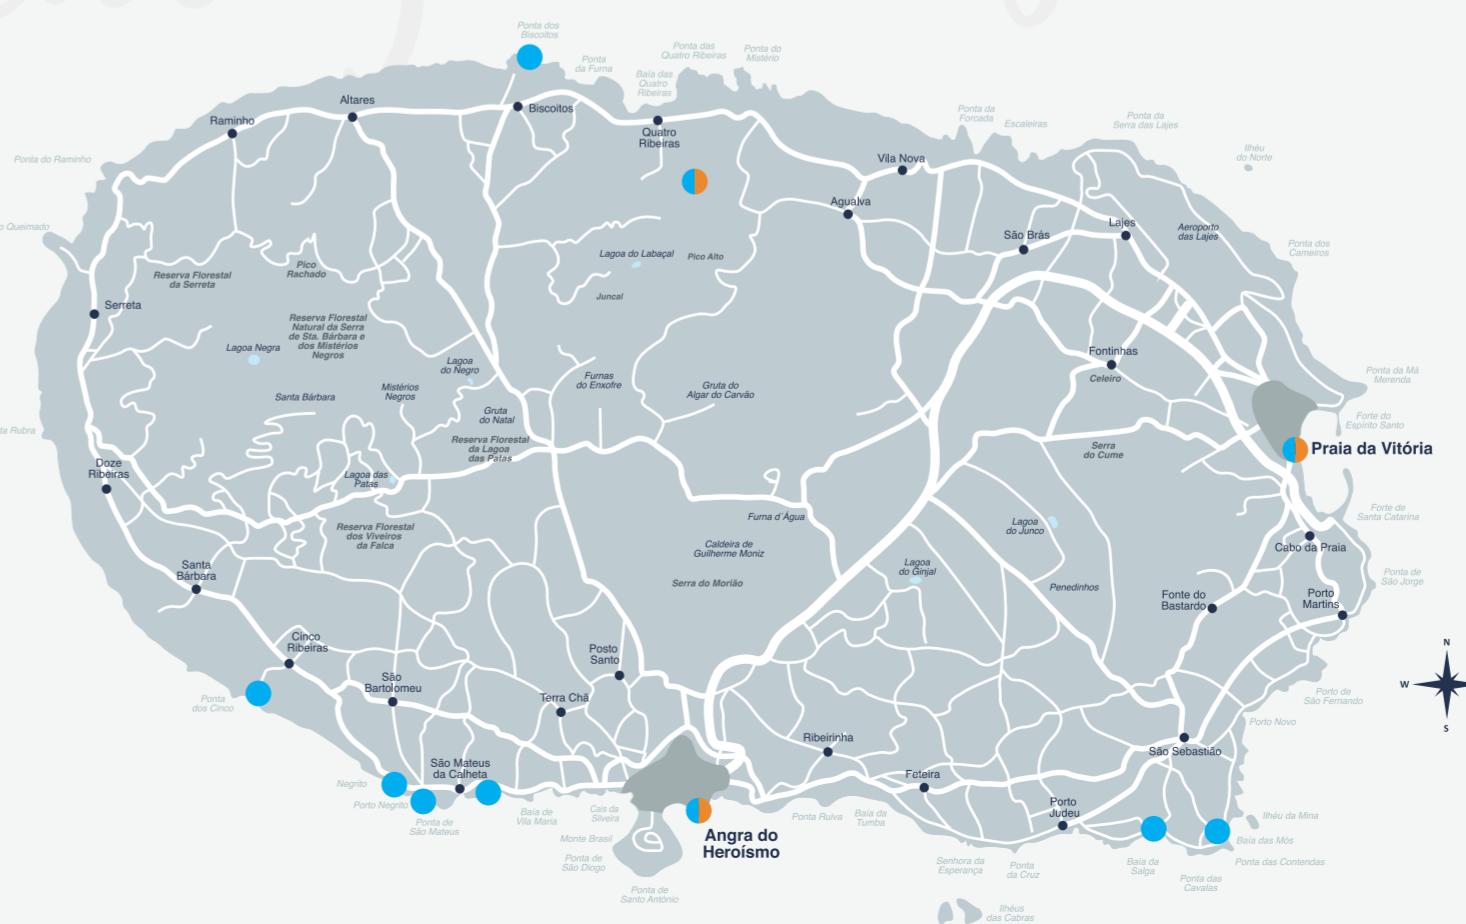 Ponta dos
Biscoitos
Ponta
da Furna
Ponta das
Quatro Ribeiras
Ponta do
Mistério
Baía das
Quatro
Ribeiras
Altares
Biscoitos
Raminho
Quatro
Ribeiras
Ponta da
Forcada
Escaleiras
Ponta da
Serra das Lajes
Ilhéu
do Norte
Ponta do Raminho
Vila Nova
Agualva
São Brás
Lajes
Aeroporto
das Lajes
Ponta dos
Carneiros
o Queimado
Reserva Florestal
da Serreta
Pico
Rachado
Lagoa do Labaçal
Pico Alto
Juncal
Serreta
Reserva Florestal
Natural da Serra
de Sta. Bárbara e
dos Mistérios
Negros
Lagoa Negra
Lagoa
do Negro
Fontinhas
Celeiro
Ponta da Má
Merenda
Santa Bárbara
Mistérios
Negros
Furnas
do Enxofre
Gruta do
Algar do Carvão
Gruta
do Natal
Forte do
Espírito Santo
ta Rubra
Reserva Florestal
da Lagoa
das Patas
Serra
do Cume
Praia da Vitória
Doze
Ribeiras
Lagoa das
Patas
Furna d´Água
Lagoa
do Junco
Forte de
Santa Catarina
Reserva Florestal
dos Viveiros
da Falca
Caldeira de
Guilherme Moniz
Cabo da Praia
Santa
Bárbara
Serra do Morião
Lagoa
do Ginjal
Penedinhos
Ponta de
São Jorge
Fonte do
Bastardo
Porto
Martins
Cinco
Ribeiras
Posto
Santo
N
W
S
São
Bartolomeu
Terra Chã
Ponta
dos Cinco
Porto de
São Fernando
Porto Novo
Ribeirinha
São Sebastião
São Mateus
da Calheta
Feteira
Negrito
Porto Negrito
Ponta de
São Mateus
Baía de
Vila Maria
Cais da
Silveira
Monte Brasil
Ponta de
São Diogo
Ponta de
Santo António
Angra do
Heroísmo
Ponta Ruiva
Baía da
Tumba
Porto
Judeu
Senhora da
Esperança
Ponta
da Cruz
Ilhéus
das Cabras
Baía da
Salga
Ponta das
Cavalas
Ilhéu da Mina
Baía das Mós
Ponta das Contendas